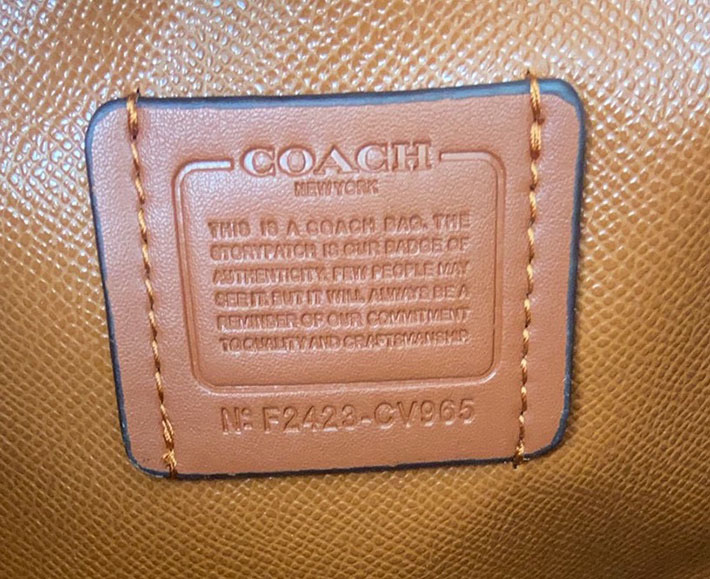 COACH
NEW YORK
THIS IS A COACH BAG. THE
STORYPATCH IS OUR BADGE OF
AUTHENTICITY. FEW PEOPLE MAY
SEE IT. BUT IT WILL ALWAYS BE A
REMINDER OF OUR COMMITMENT
TO QUALITY AND CRAFTSMANSHIP.
Nº F2423-CV965